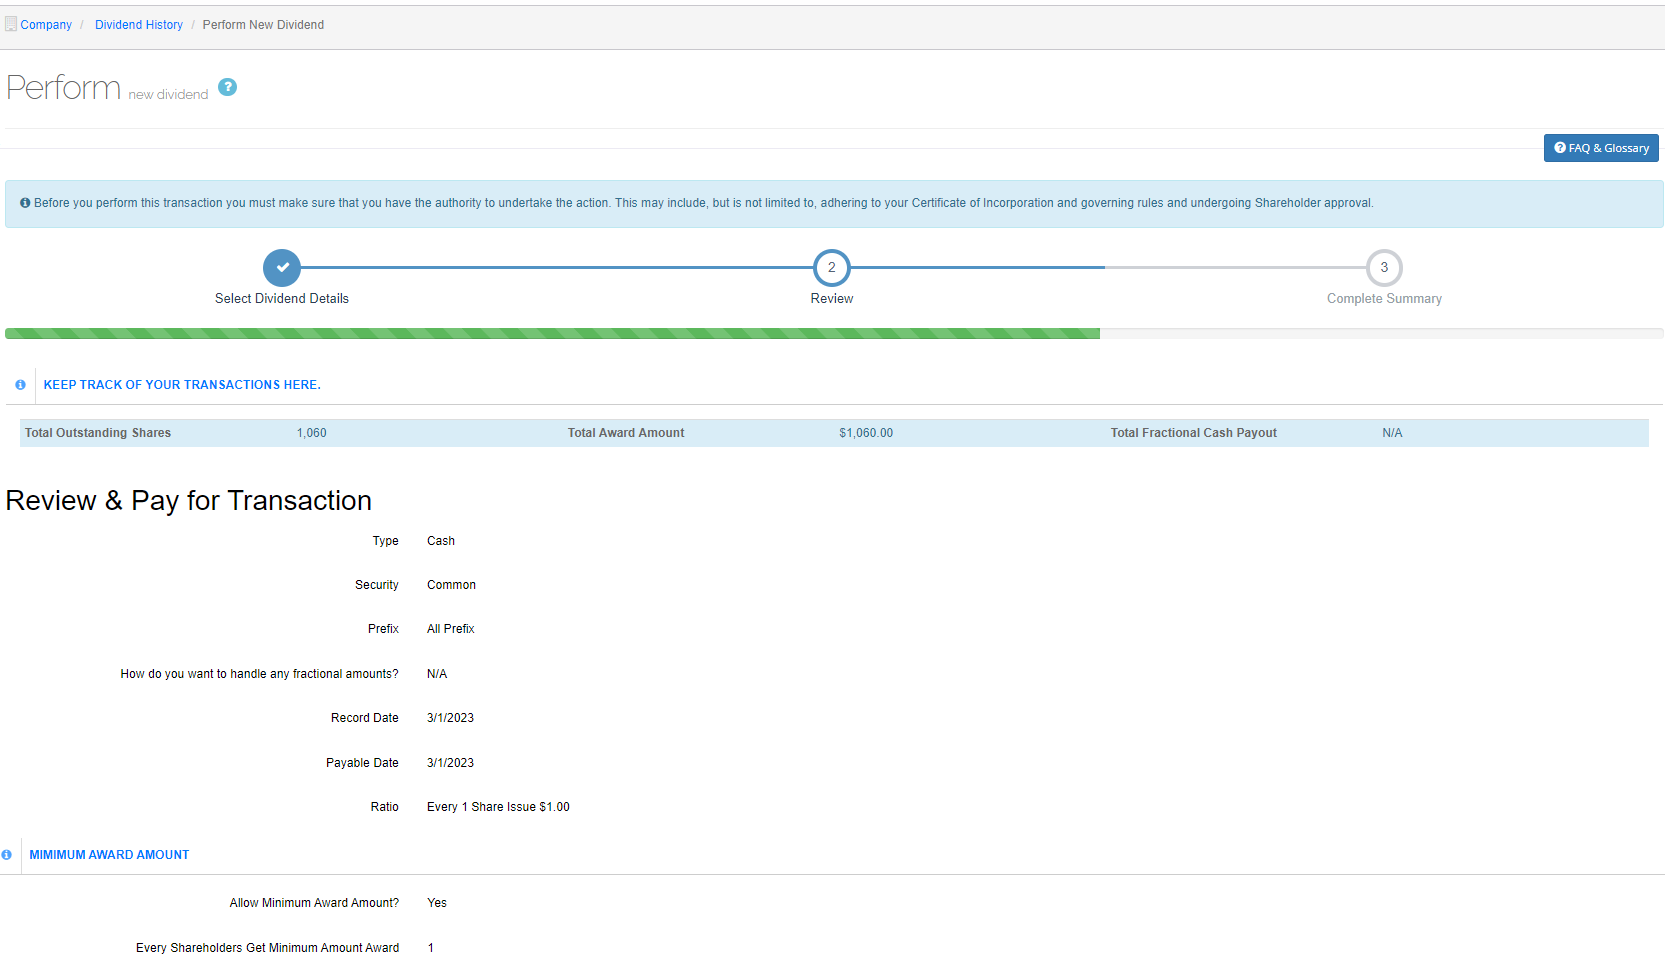 Company / Dividend History / Perform New Dividend
Perform new dividend ?
? FAQ & Glossary
Before you perform this transaction you must make sure that you have the authority to undertake the action. This may include, but is not limited to, adhering to your Certificate of Incorporation and governing rules and undergoing Shareholder approval.
2 3
Select Dividend Details Review Complete Summary
KEEP TRACK OF YOUR TRANSACTIONS HERE.
Total Outstanding Shares 1,060 Total Award Amount $1,060.00 Total Fractional Cash Payout N/A
Review & Pay for Transaction
Type Cash
Security Common
Prefix All Prefix
How do you want to handle any fractional amounts? N/A
Record Date 3/1/2023
Payable Date 3/1/2023
Ratio Every 1 Share Issue $1.00
MIMIMUM AWARD AMOUNT
Allow Minimum Award Amount? Yes
Every Shareholders Get Minimum Amount Award 1